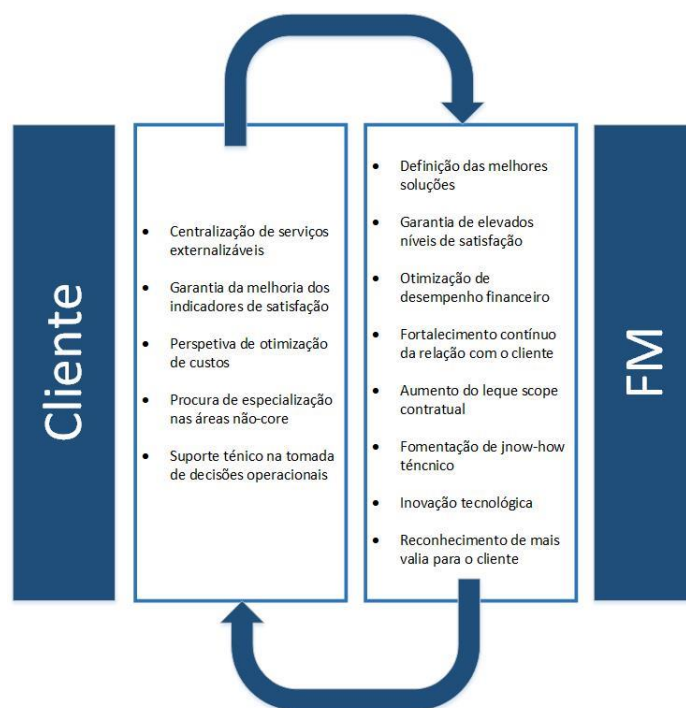 Cliente
• Centralização de serviços
externalizáveis
• Garantia da melhoria dos
indicadores de satisfação
• Perspetiva de otimização
de custos
• Procura de especialização
nas áreas não-core
• Suporte ténico na tomada
de decisões operacionais
• Definição das melhores
soluções
• Garantia de elevados
níveis de satisfação
• Otimização de
desempenho financeiro
• Fortalecimento contínuo
da relação com o cliente
• Aumento do leque scope
contratual
• Fomentação de jnow-how
téncnico
• Inovação tecnológica
• Reconhecimento de mais
valia para o cliente
FM